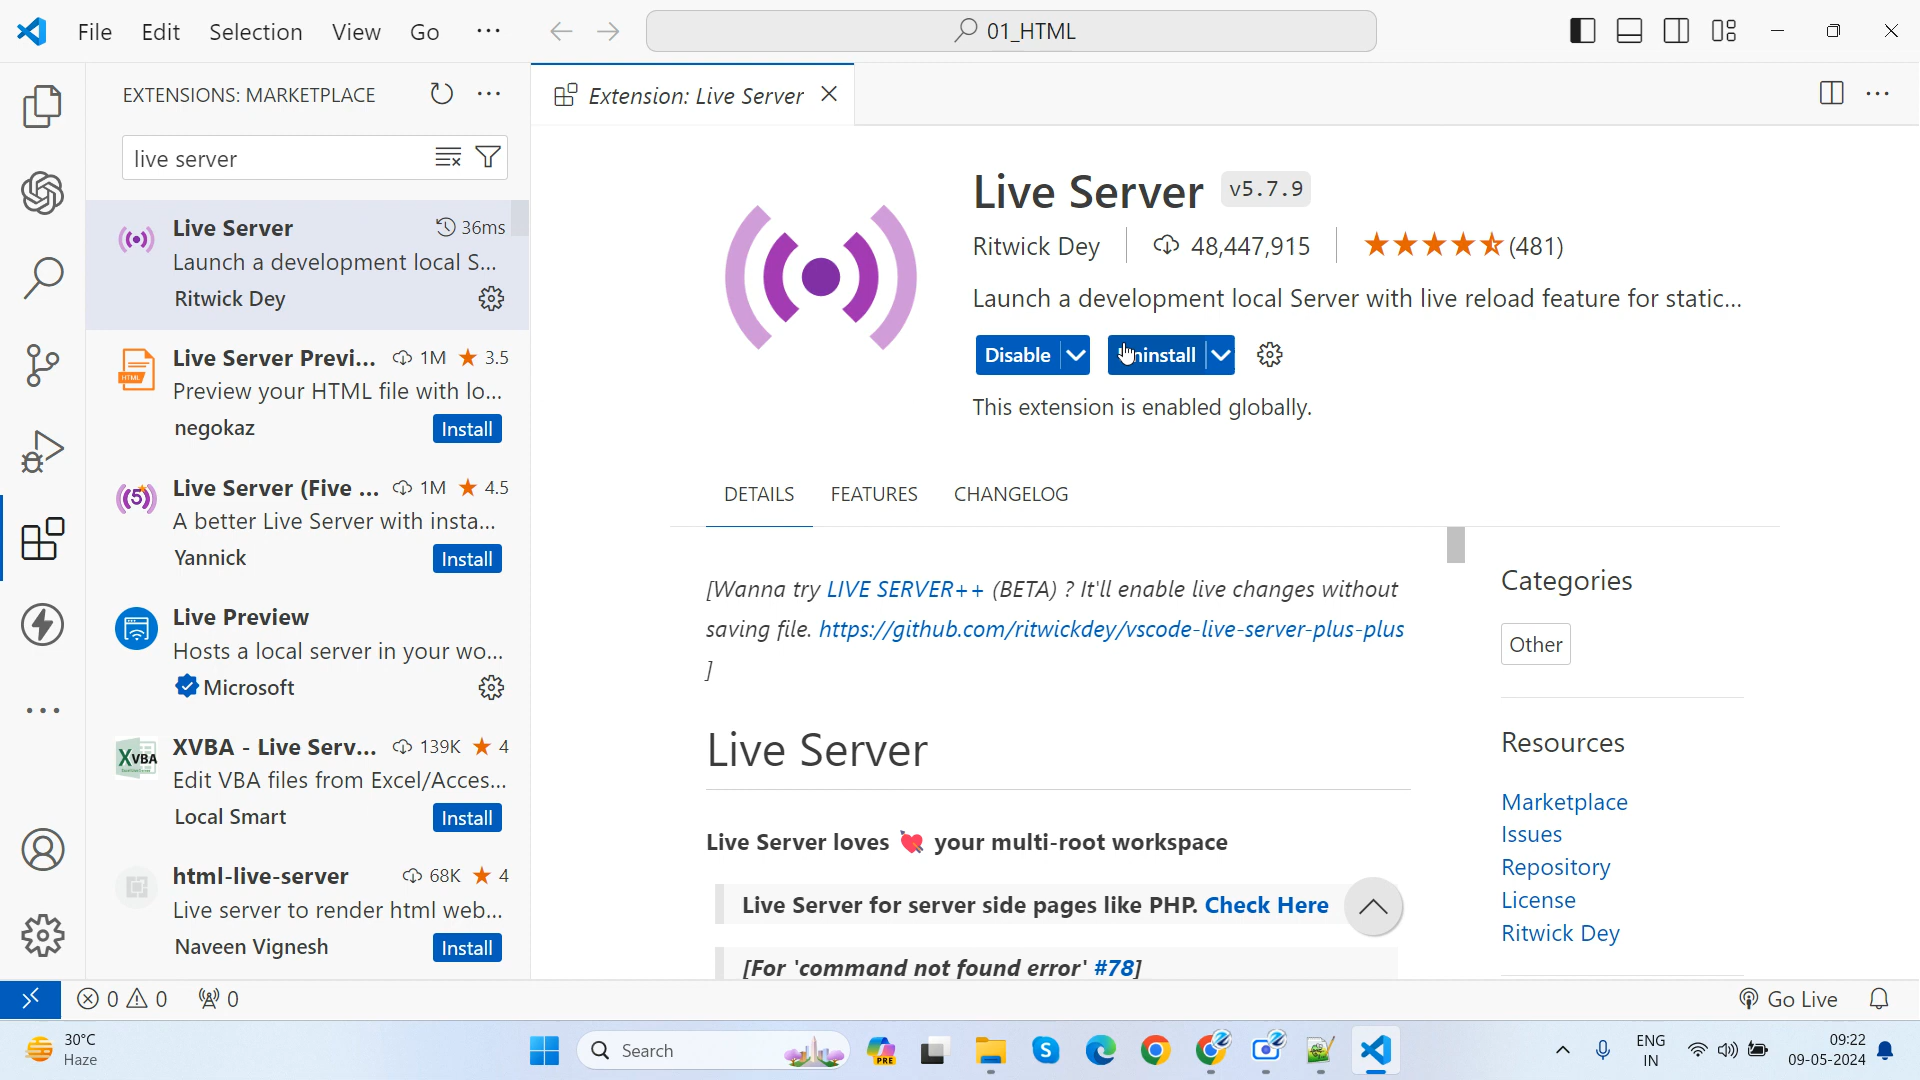 File Edit Selection View Go ···
01_HTML
EXTENSIONS: MARKETPLACE
live server
Live Server 36ms
Launch a development local S...
Ritwick Dey
Live Server Previ... 1M 3.5
Preview your HTML file with lo...
negokaz Install
Live Server (Five ... 1M 4.5
A better Live Server with insta...
Yannick Install
Live Preview
Hosts a local server in your wo...
Microsoft
XVBA - Live Serv... 139K 4
Edit VBA files from Excel/Acces...
Local Smart Install
html-live-server 68K 4
Live server to render html web...
Naveen Vignesh Install
Extension: Live Server
Live Server v5.7.9
Ritwick Dey 48,447,915 (481)
Launch a development local Server with live reload feature for static...
Disable Uninstall
This extension is enabled globally.
DETAILS FEATURES CHANGELOG
[Wanna try LIVE SERVER++ (BETA) ? It'll enable live changes without
saving file. https://github.com/ritwickdey/vscode-live-server-plus-plus
]
Live Server
Live Server loves 💘 your multi-root workspace
Live Server for server side pages like PHP. Check Here
[For 'command not found error' #78]
Categories
Other
Resources
Marketplace
Issues
Repository
License
Ritwick Dey
0 0 0
Go Live
30°C
Haze
Search
PRE
ENG
IN
09:22
09-05-2024